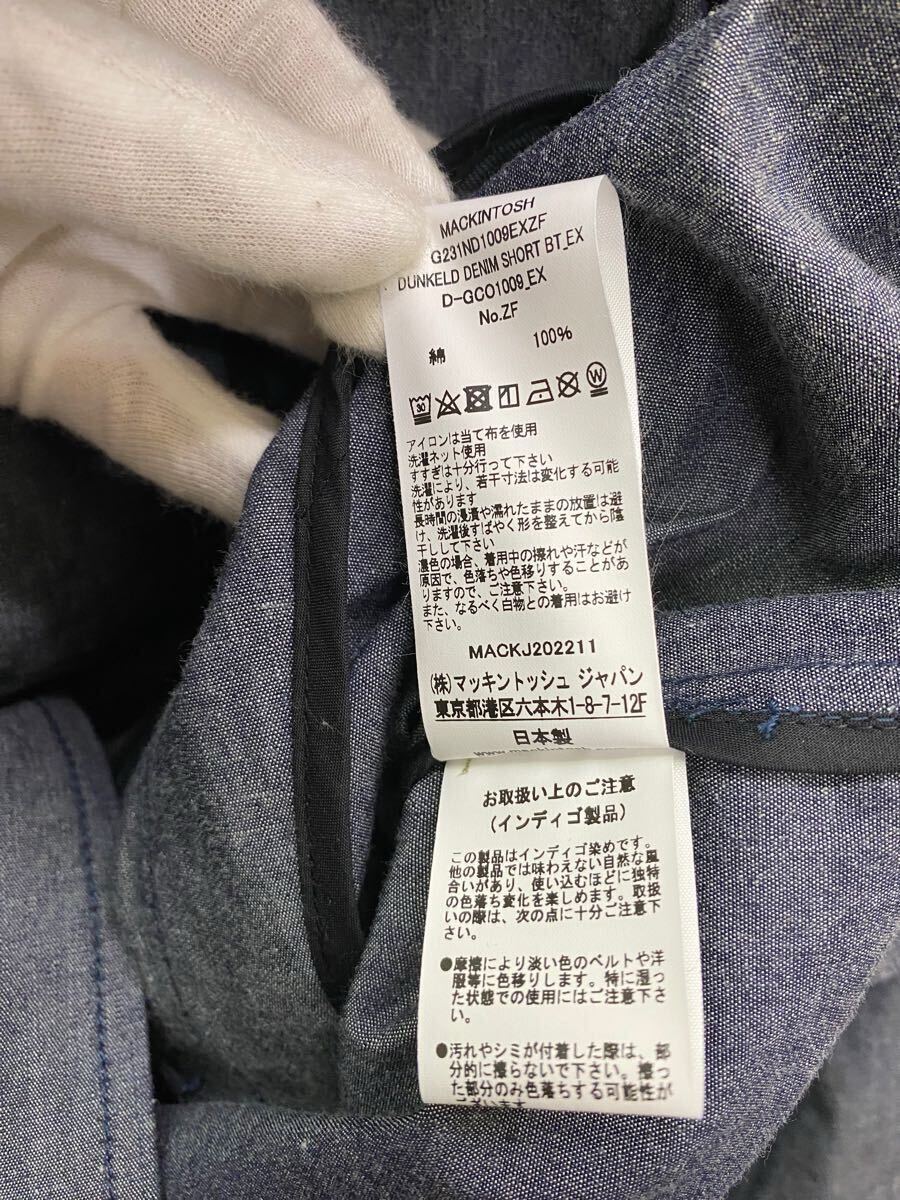 MACKINTOSH
G231ND1009EXZF
DUNKELD DENIM SHORT BT_EX
D-GCO1009_EX
No.ZF
綿 100%
30
W
アイロンは当て布を使用
洗濯ネット使用
すすぎは十分行って下さい
洗濯により、若干寸法は変化する可能
性があります
長時間の浸漬や濡れたままの放置は避
け、洗濯後すばやく形を整えてから陰
干しして下さい
濃色の場合、着用中の擦れや汗などが
原因で、色落ちや色移りすることがあ
りますので、ご注意下さい。
また、なるべく白物との着用はお避け
下さい。
MACKJ202211
(株)マッキントッシュ ジャパン
東京都港区六本木1-8-7-12F
日本製
お取扱い上のご注意
(インディゴ製品)
この製品はインディゴ染めです。
他の製品では味わえない自然な風
合いがあり、使い込むほどに独特
の色落ち変化を楽しめます。取扱
いの際は、次の点に十分ご注意下
さい。
●摩擦により淡い色のベルトや洋
服等に色移りします。特に湿っ
た状態での使用にはご注意下さ
い。
●汚れやシミが付着した際は、部
分的に擦らないで下さい。擦っ
た部分のみ色落ちする可能性が
ございます。